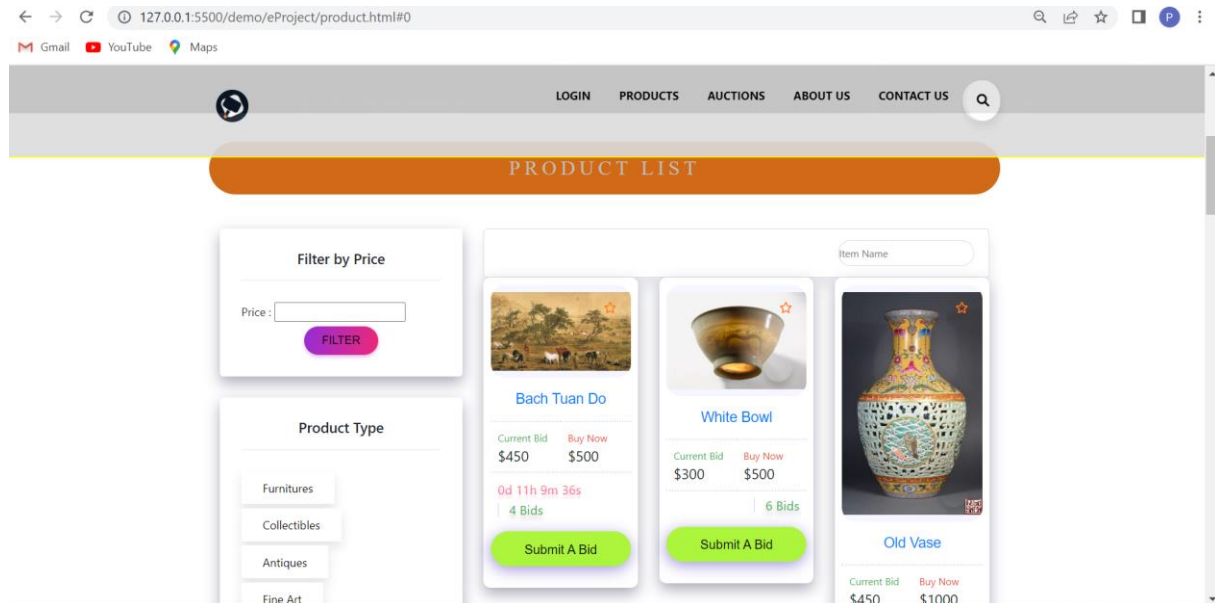 127.0.0.1:5500/demo/eProject/product.html#0
P
Gmail YouTube Maps
LOGIN PRODUCTS AUCTIONS ABOUT US CONTACT US
PRODUCT LIST
Filter by Price
Price :
FILTER
Product Type
Furnitures
Collectibles
Antiques
Fine Art
Item Name
Bach Tuan Do
Current Bid Buy Now
$450 $500
0d 11h 9m 36s
4 Bids
Submit A Bid
White Bowl
Current Bid Buy Now
$300 $500
6 Bids
Submit A Bid
Old Vase
Current Bid Buy Now
$450 $1000